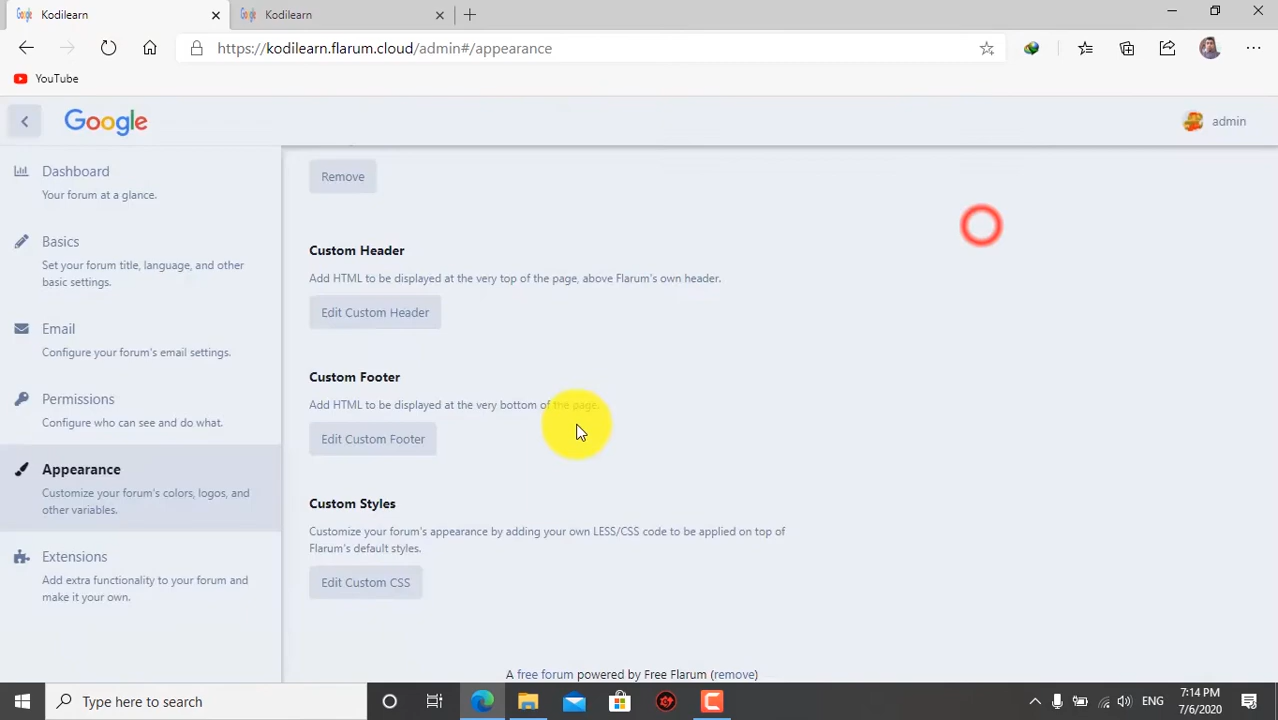 Kodilearn
Kodilearn
https://kodilearn.flarum.cloud/admin#/appearance
YouTube
Google
admin
Dashboard
Your forum at a glance.
Basics
Set your forum title, language, and other
basic settings.
Email
Configure your forum's email settings.
Permissions
Configure who can see and do what.
Appearance
Customize your forum's colors, logos, and
other variables.
Extensions
Add extra functionality to your forum and
make it your own.
Remove
Custom Header
Add HTML to be displayed at the very top of the page, above Flarum's own header.
Edit Custom Header
Custom Footer
Add HTML to be displayed at the very bottom of the page.
Edit Custom Footer
Custom Styles
Customize your forum's appearance by adding your own LESS/CSS code to be applied on top of
Flarum's default styles.
Edit Custom CSS
A free forum powered by Free Flarum (remove)
Type here to search
ENG
7:14 PM
7/6/2020